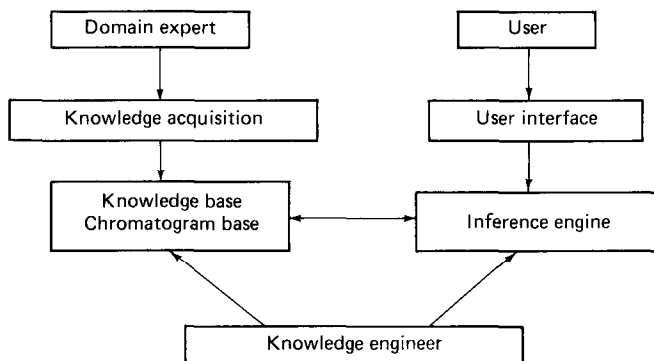 Domain expert
User
Knowledge acquisition
User interface
Knowledge base
Chromatogram base
Inference engine
Knowledge engineer